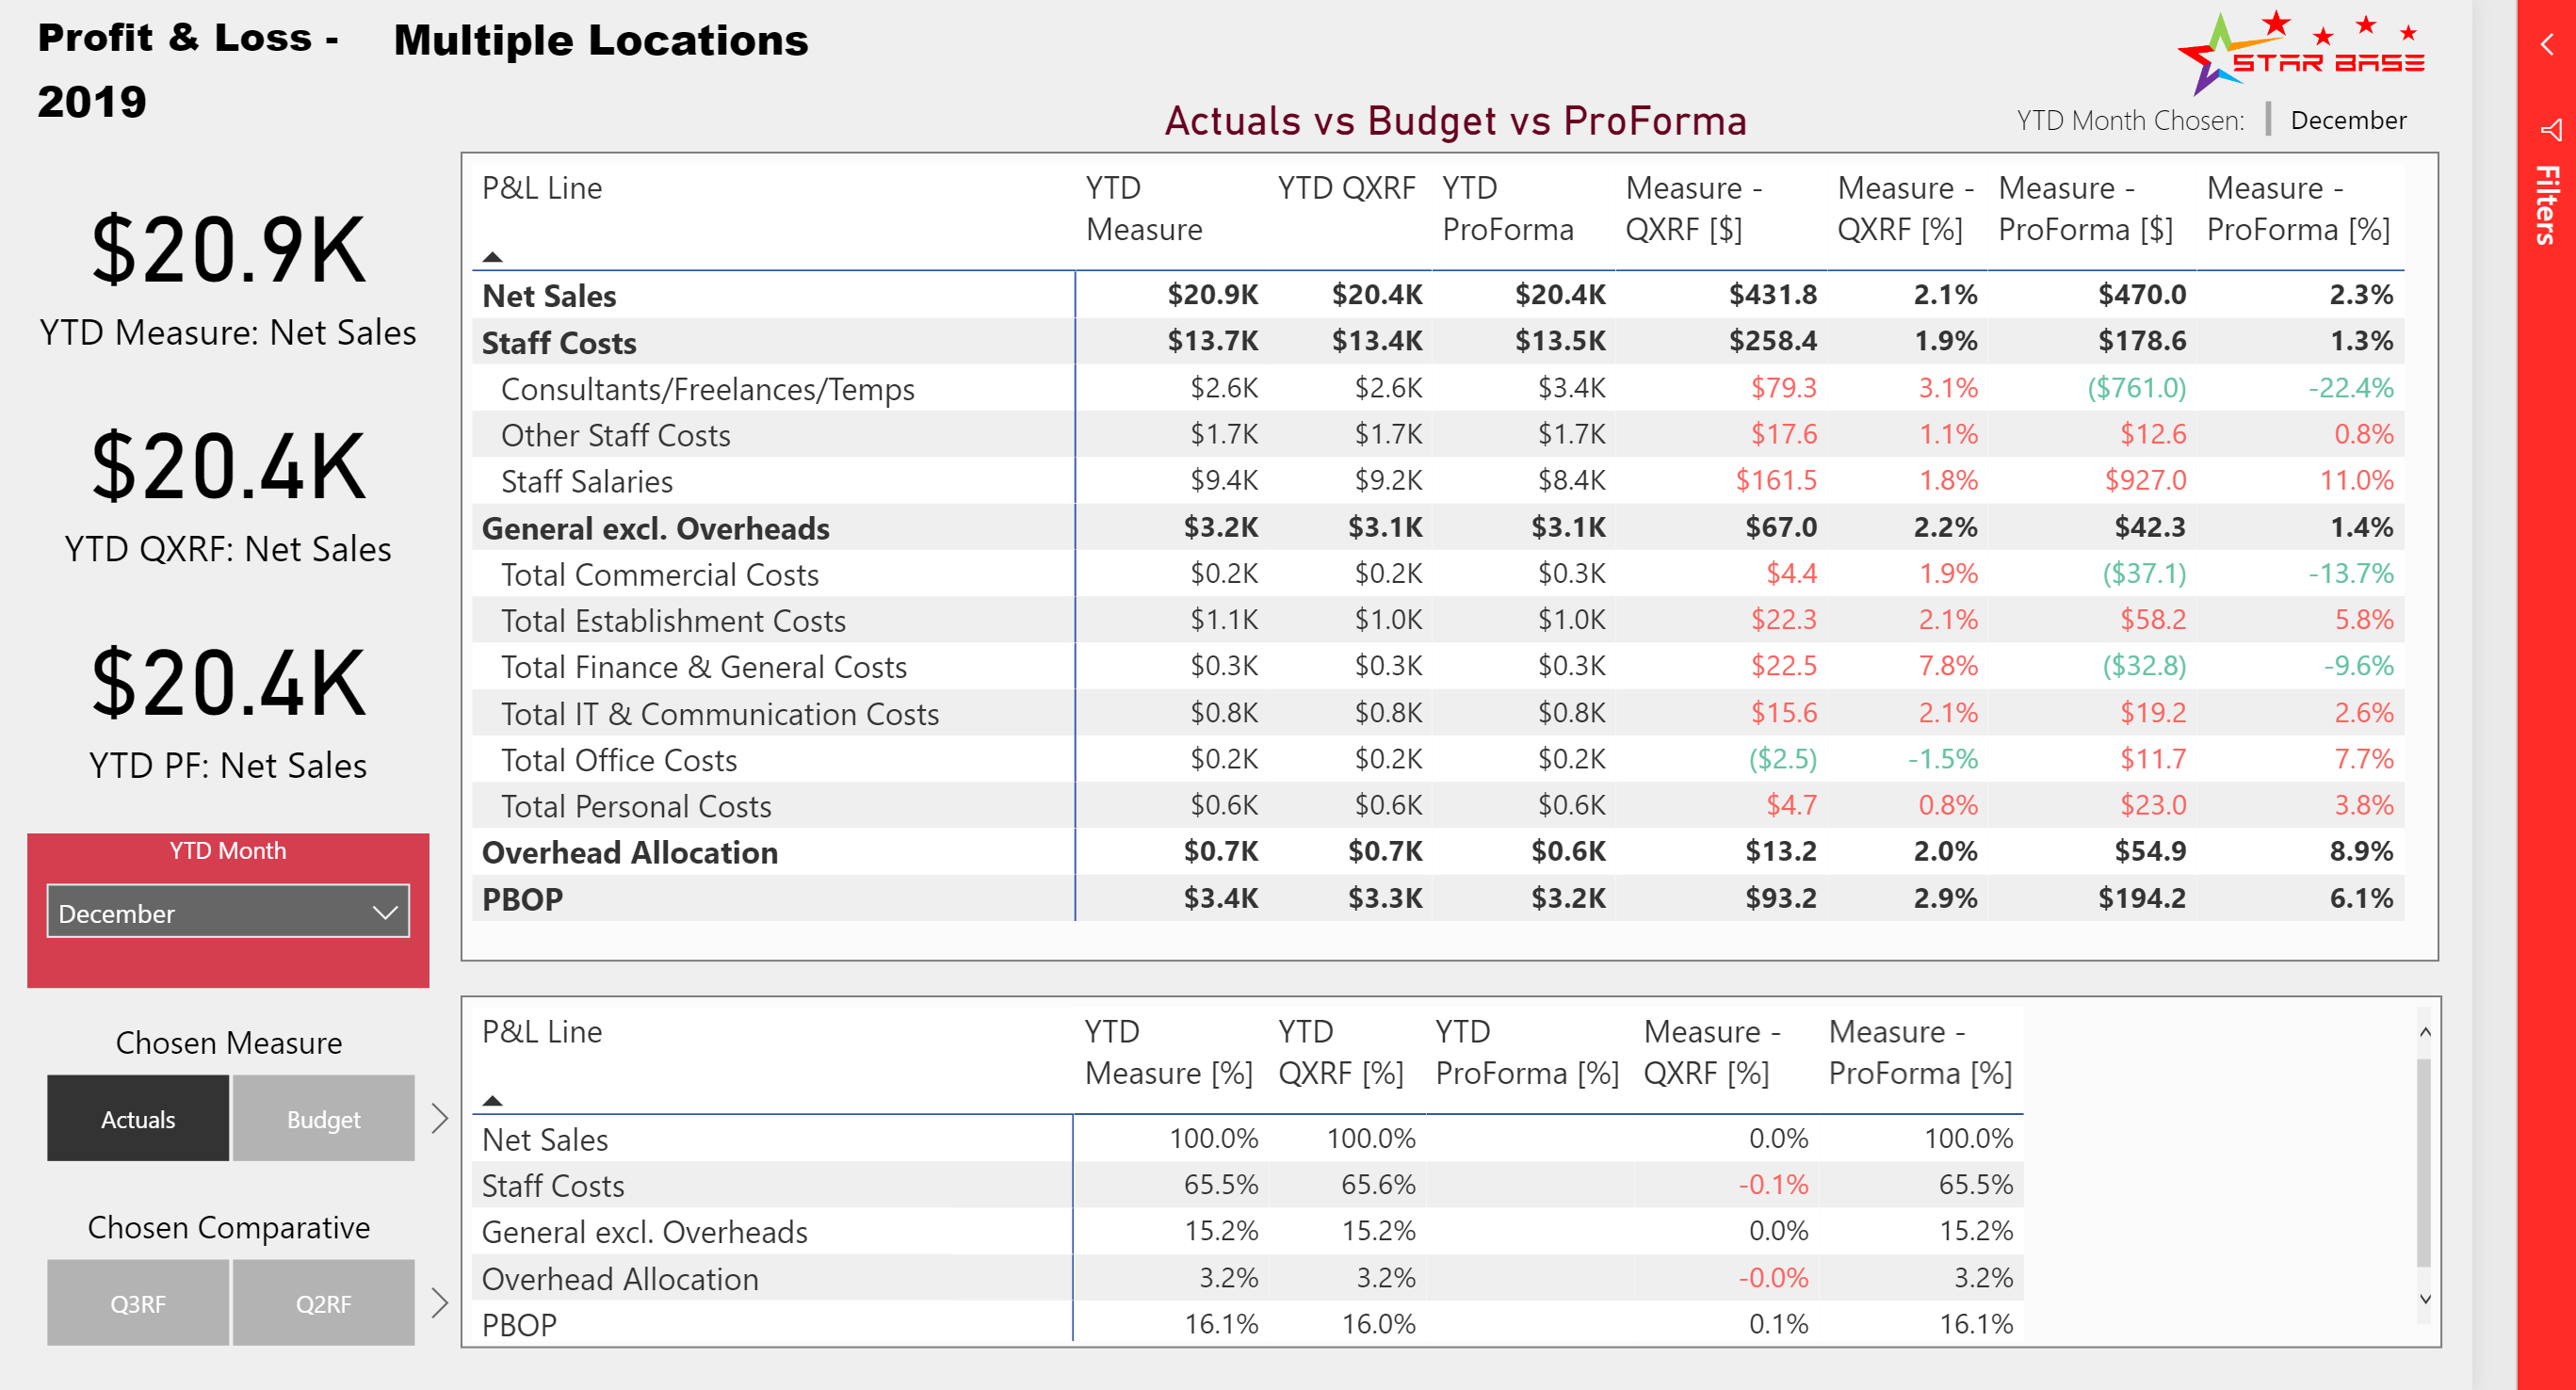 Profit & Loss - 2019
Multiple Locations
STAR BASE
Actuals vs Budget vs ProForma
YTD Month Chosen: December
Filters
$20.9K
YTD Measure: Net Sales
$20.4K
YTD QXRF: Net Sales
$20.4K
YTD PF: Net Sales
YTD Month
December
Chosen Measure
Actuals Budget
Chosen Comparative
Q3RF Q2RF
P&L Line YTD Measure YTD QXRF YTD ProForma Measure - QXRF [$] Measure - QXRF [%] Measure - ProForma [$] Measure - ProForma [%]
Net Sales $20.9K $20.4K $20.4K $431.8 2.1% $470.0 2.3%
Staff Costs $13.7K $13.4K $13.5K $258.4 1.9% $178.6 1.3%
Consultants/Freelances/Temps $2.6K $2.6K $3.4K $79.3 3.1% ($761.0) -22.4%
Other Staff Costs $1.7K $1.7K $1.7K $17.6 1.1% $12.6 0.8%
Staff Salaries $9.4K $9.2K $8.4K $161.5 1.8% $927.0 11.0%
General excl. Overheads $3.2K $3.1K $3.1K $67.0 2.2% $42.3 1.4%
Total Commercial Costs $0.2K $0.2K $0.3K $4.4 1.9% ($37.1) -13.7%
Total Establishment Costs $1.1K $1.0K $1.0K $22.3 2.1% $58.2 5.8%
Total Finance & General Costs $0.3K $0.3K $0.3K $22.5 7.8% ($32.8) -9.6%
Total IT & Communication Costs $0.8K $0.8K $0.8K $15.6 2.1% $19.2 2.6%
Total Office Costs $0.2K $0.2K $0.2K ($2.5) -1.5% $11.7 7.7%
Total Personal Costs $0.6K $0.6K $0.6K $4.7 0.8% $23.0 3.8%
Overhead Allocation $0.7K $0.7K $0.6K $13.2 2.0% $54.9 8.9%
PBOP $3.4K $3.3K $3.2K $93.2 2.9% $194.2 6.1%
P&L Line YTD Measure [%] YTD QXRF [%] YTD ProForma [%] Measure - QXRF [%] Measure - ProForma [%]
Net Sales 100.0% 100.0% 0.0% 100.0%
Staff Costs 65.5% 65.6% -0.1% 65.5%
General excl. Overheads 15.2% 15.2% 0.0% 15.2%
Overhead Allocation 3.2% 3.2% -0.0% 3.2%
PBOP 16.1% 16.0% 0.1% 16.1%